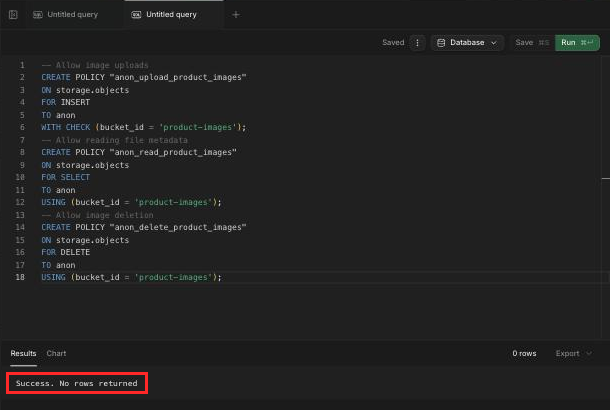 SQL Untitled query SQL Untitled query +
Saved Database Save ⌘S Run ⌘↵
1 -- Allow image uploads
2 CREATE POLICY "anon_upload_product_images"
3 ON storage.objects
4 FOR INSERT
5 TO anon
6 WITH CHECK (bucket_id = 'product-images');
7 -- Allow reading file metadata
8 CREATE POLICY "anon_read_product_images"
9 ON storage.objects
10 FOR SELECT
11 TO anon
12 USING (bucket_id = 'product-images');
13 -- Allow image deletion
14 CREATE POLICY "anon_delete_product_images"
15 ON storage.objects
16 FOR DELETE
17 TO anon
18 USING (bucket_id = 'product-images');
Results Chart 0 rows Export
Success. No rows returned